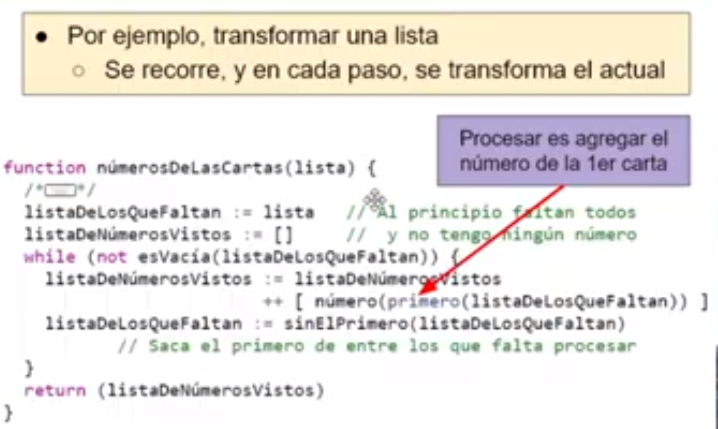 ● Por ejemplo, transformar una lista
○ Se recorre, y en cada paso, se transforma el actual
Procesar es agregar el
número de la 1er carta
function númerosDeLasCartas(lista) {
/*...*/
listaDeLosQueFaltan := lista // Al principio faltan todos
listaDeNúmerosVistos := [] // y no tengo ningún número
while (not esVacía(listaDeLosQueFaltan)) {
listaDeNúmerosVistos := listaDeNúmerosVistos
++ [ número(primero(listaDeLosQueFaltan)) ]
listaDeLosQueFaltan := sinElPrimero(listaDeLosQueFaltan)
// Saca el primero de entre los que falta procesar
}
return (listaDeNúmerosVistos)
}